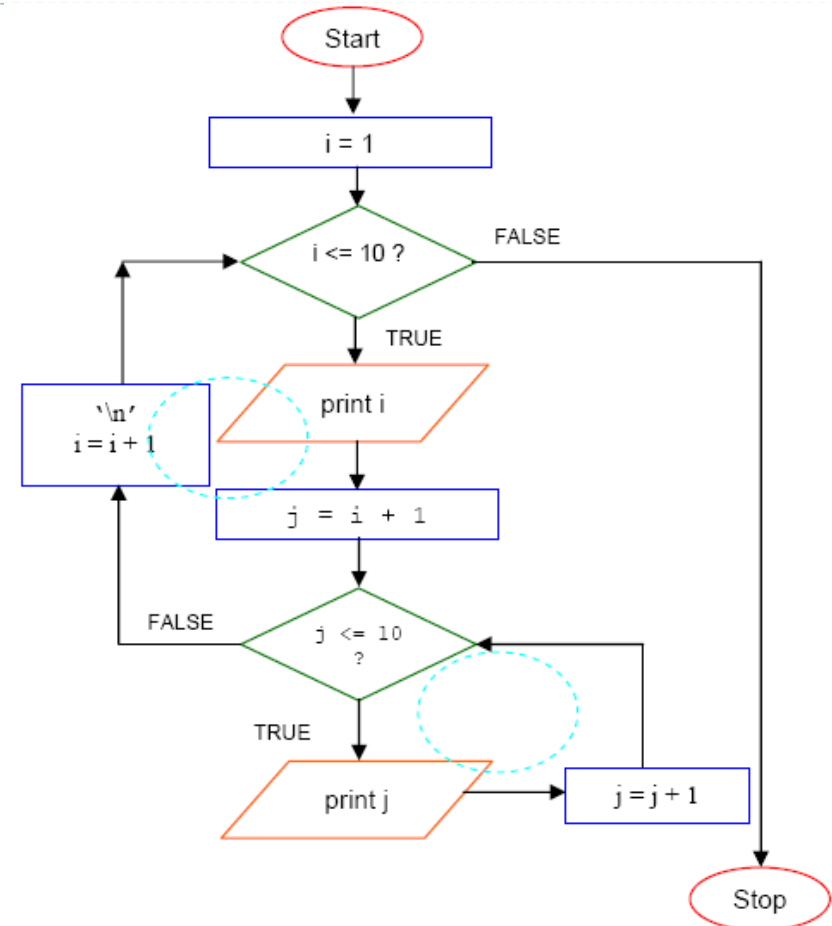 Start
i = 1
i <= 10 ?
FALSE
TRUE
print i
‘\n’
i = i + 1
j = i + 1
FALSE
j <= 10
?
TRUE
print j
j = j + 1
Stop